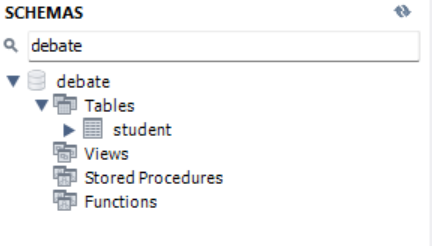 SCHEMAS
debate
debate
Tables
student
Views
Stored Procedures
Functions